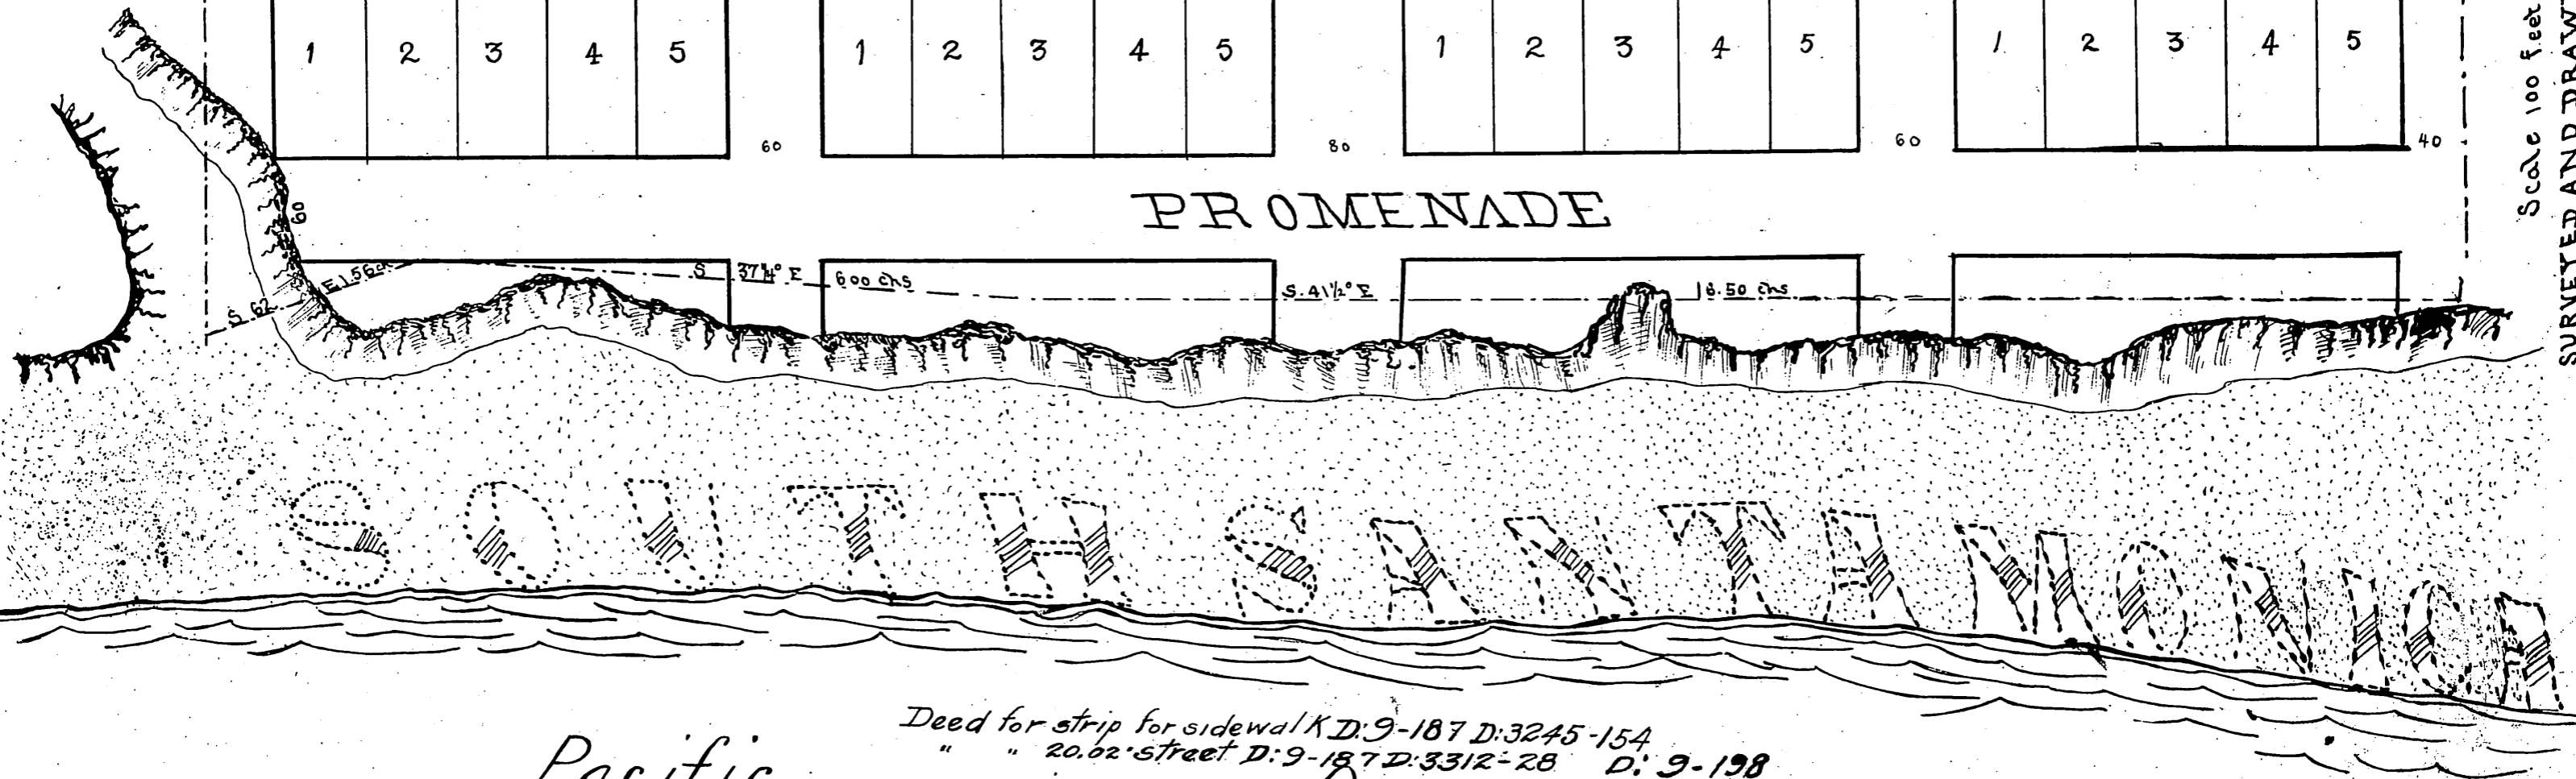 1 2 3 4 5 1 2 3 4 5 1 2 3 4 5 1 2 3 4 5
60 80 60 40
PROMENADE
60
S 62 E 1.56 S 37¼° E 6 00 chs S. 41½° E 18.50 chs
SOUTH SANTA MONICA
Deed for strip for sidewalk D:9-187 D:3245-154
" " 20.02' street D:9-187 D:3312-28 D: 9-198
Pacific
Scale 100 feet
SURVEYED AND DRAW